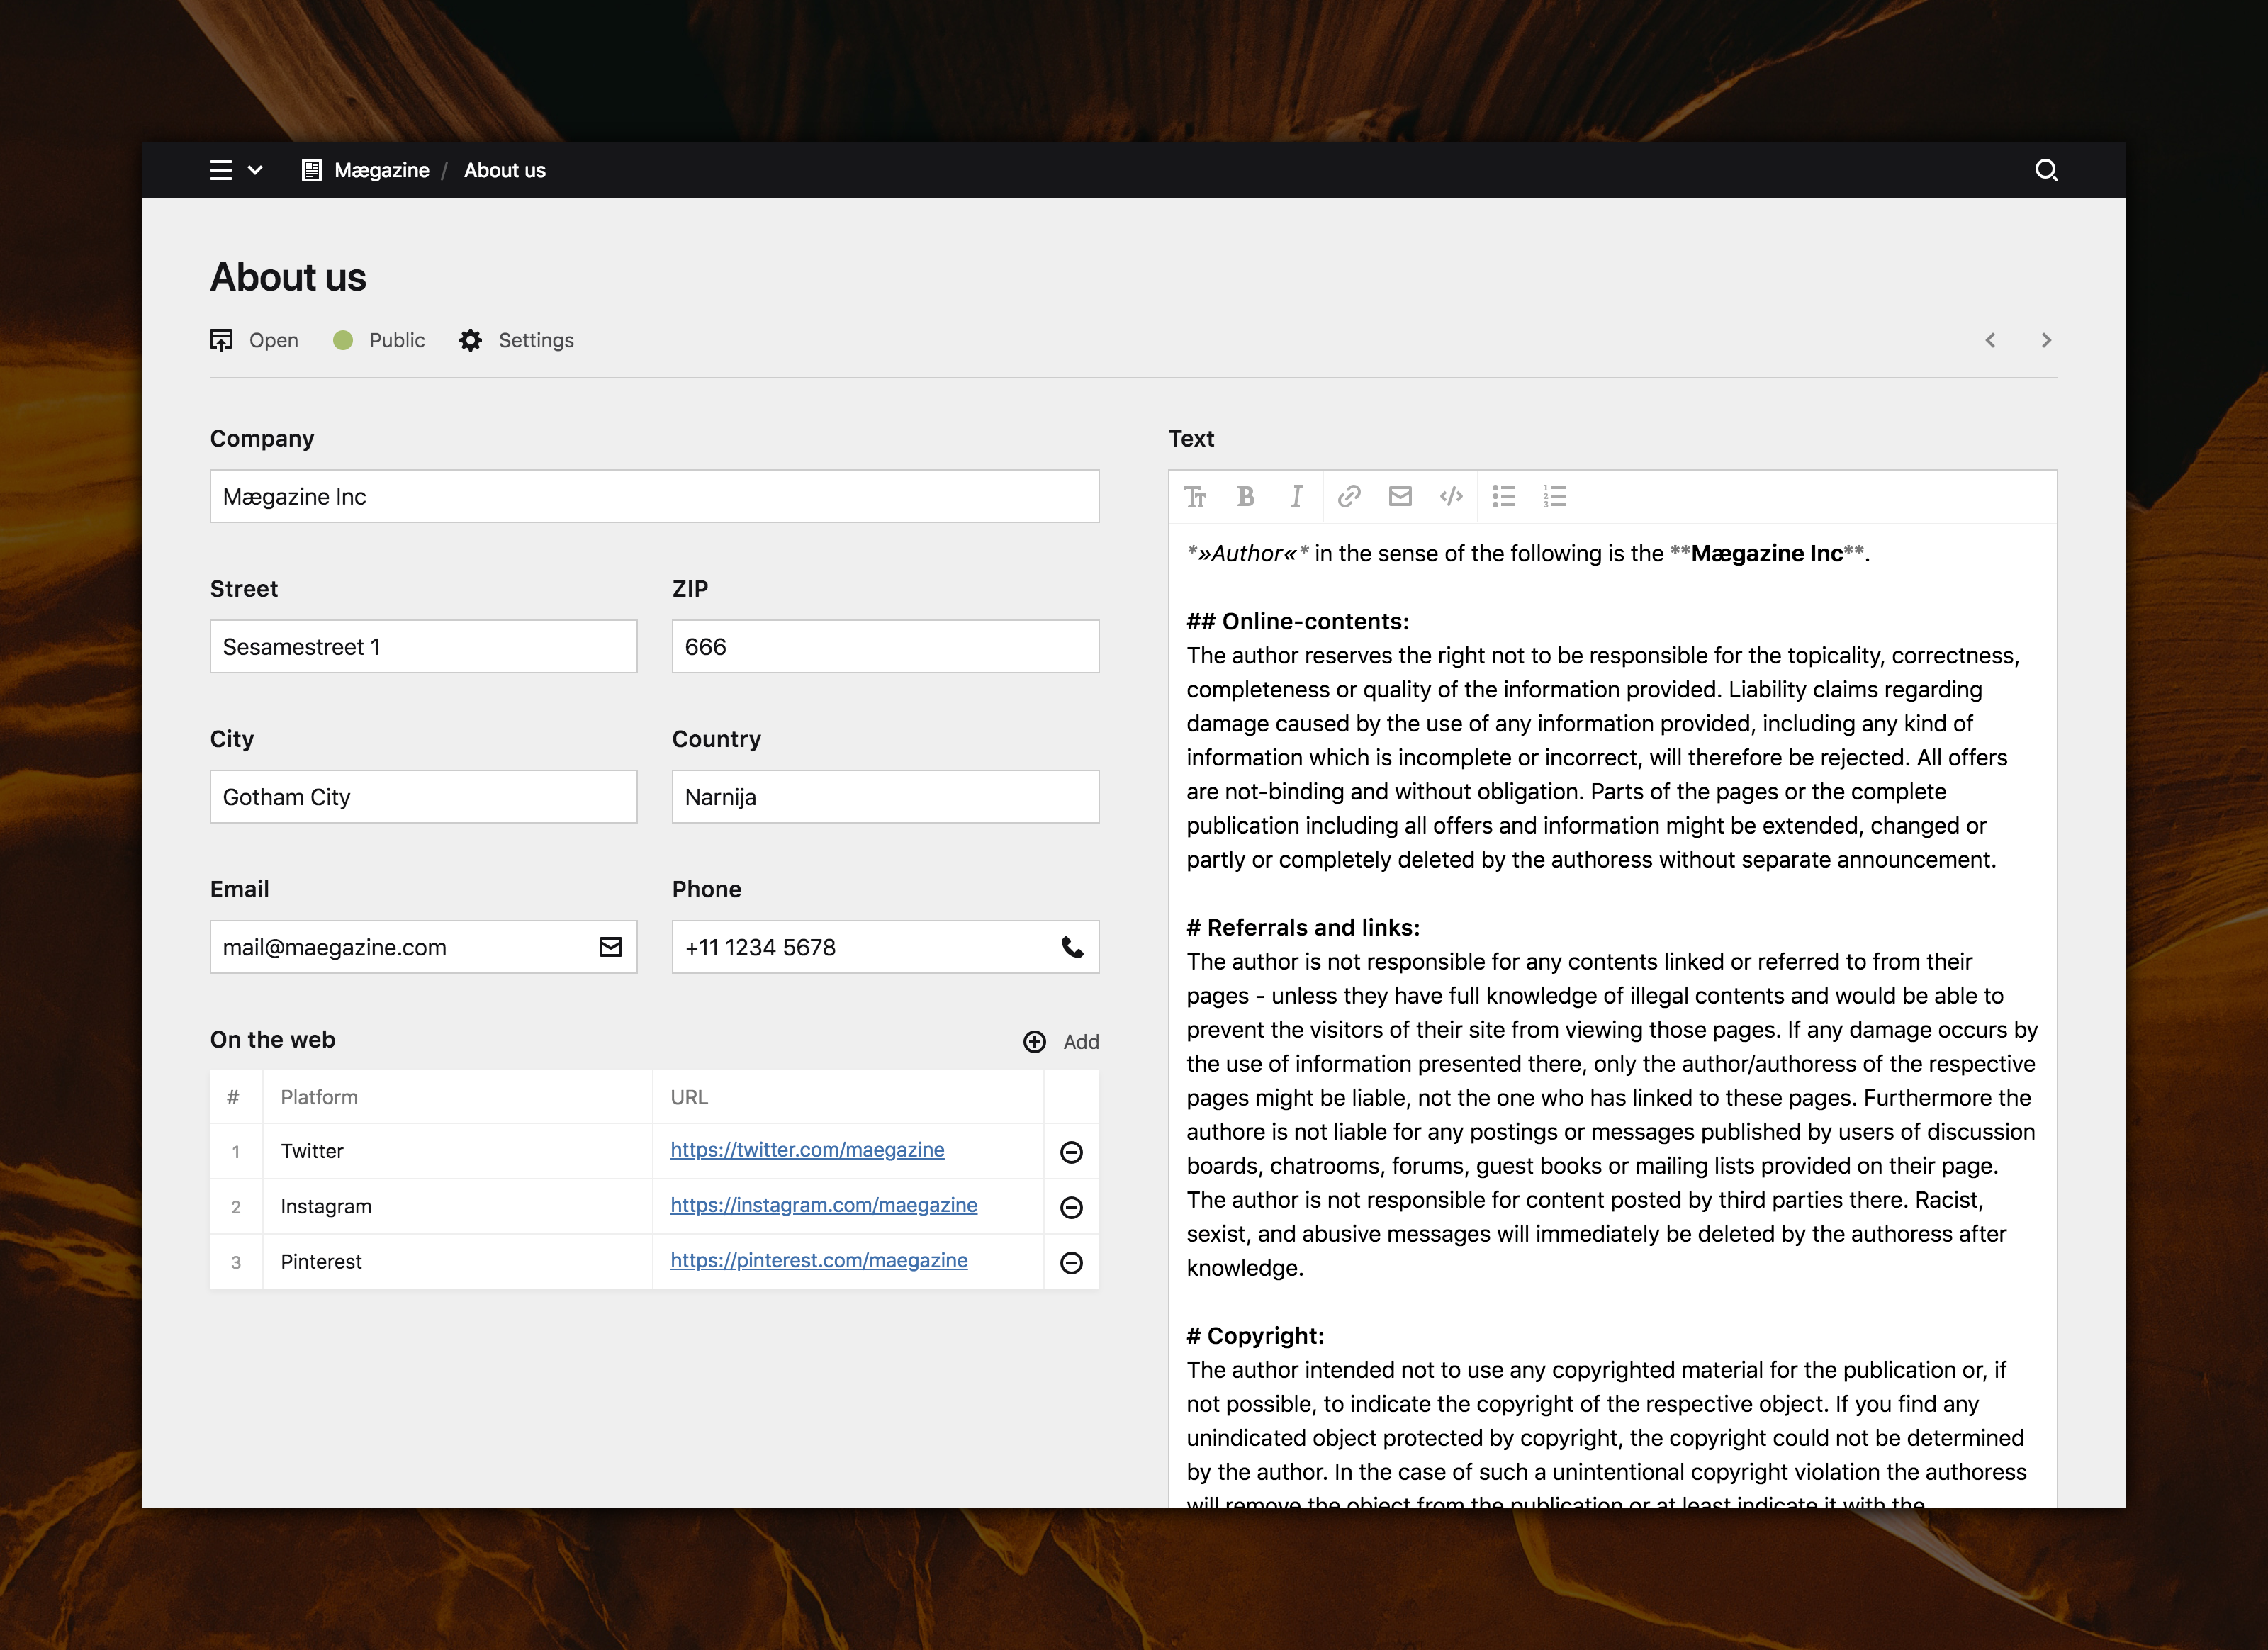 Mægazine / About us
About us
Open Public Settings
Company
Mægazine Inc
Street ZIP
Sesamestreet 1 666
City Country
Gotham City Narnija
Email Phone
mail@maegazine.com +11 1234 5678
On the web Add
# Platform URL
1 Twitter https://twitter.com/maegazine
2 Instagram https://instagram.com/maegazine
3 Pinterest https://pinterest.com/maegazine
Text
*»Author«* in the sense of the following is the **Mægazine Inc**.
## Online-contents:
The author reserves the right not to be responsible for the topicality, correctness,
completeness or quality of the information provided. Liability claims regarding
damage caused by the use of any information provided, including any kind of
information which is incomplete or incorrect, will therefore be rejected. All offers
are not-binding and without obligation. Parts of the pages or the complete
publication including all offers and information might be extended, changed or
partly or completely deleted by the authoress without separate announcement.
# Referrals and links:
The author is not responsible for any contents linked or referred to from their
pages - unless they have full knowledge of illegal contents and would be able to
prevent the visitors of their site from viewing those pages. If any damage occurs by
the use of information presented there, only the author/authoress of the respective
pages might be liable, not the one who has linked to these pages. Furthermore the
authore is not liable for any postings or messages published by users of discussion
boards, chatrooms, forums, guest books or mailing lists provided on their page.
The author is not responsible for content posted by third parties there. Racist,
sexist, and abusive messages will immediately be deleted by the authoress after
knowledge.
# Copyright:
The author intended not to use any copyrighted material for the publication or, if
not possible, to indicate the copyright of the respective object. If you find any
unindicated object protected by copyright, the copyright could not be determined
by the author. In the case of such a unintentional copyright violation the authoress
will remove the object from the publication or at least indicate it with the